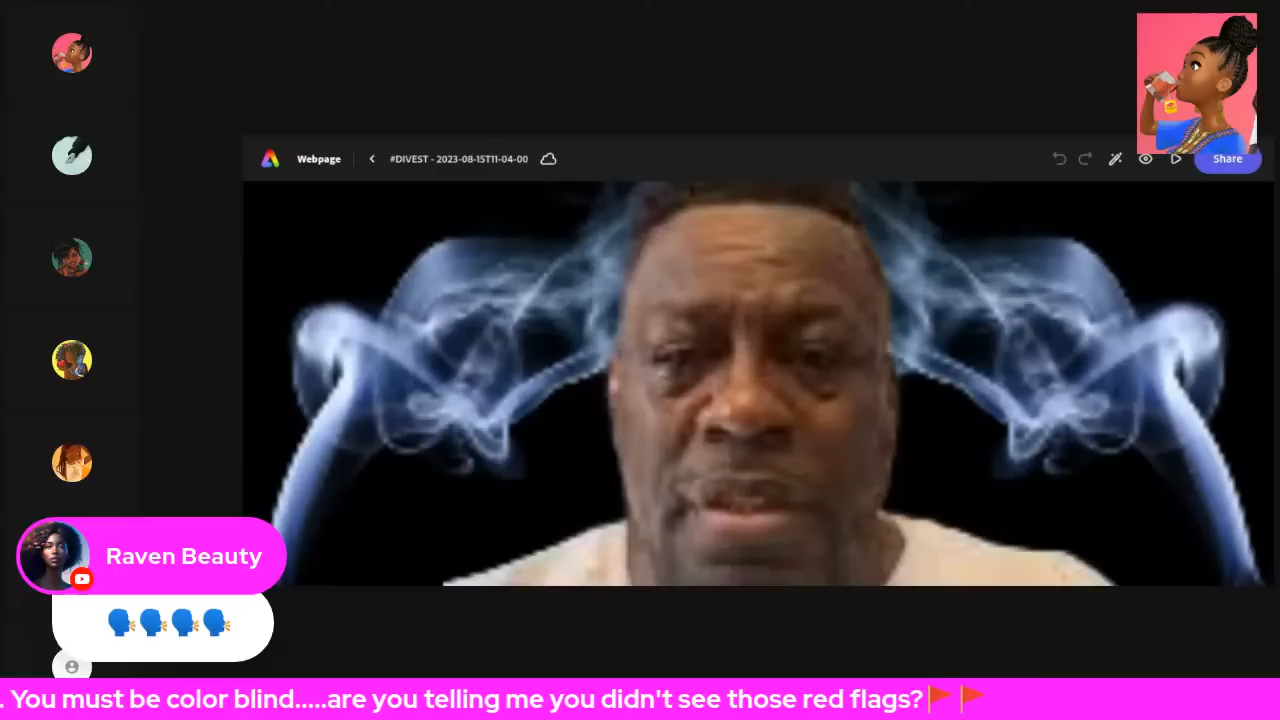 Webpage
#DIVEST - 2023-08-15T11-04-00
Share
Raven Beauty
🗣️🗣️🗣️🗣️
. You must be color blind.....are you telling me you didn't see those red flags?🚩🚩